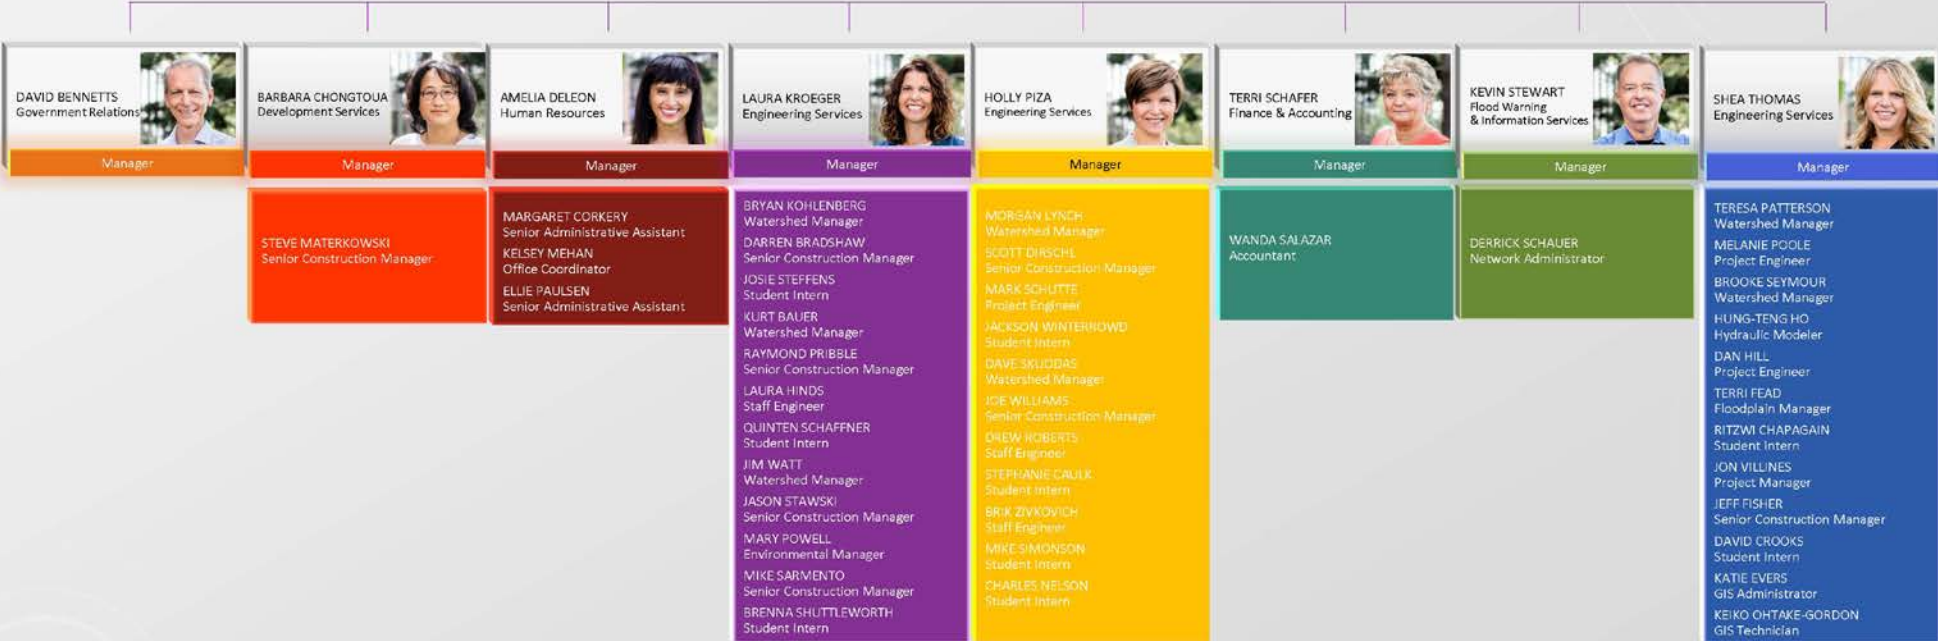 DAVID BENNETTS
Government Relations
Manager
BARBARA CHONGTOUA
Development Services
Manager
STEVE MATERKOWSKI
Senior Construction Manager
AMELIA DELEON
Human Resources
Manager
MARGARET CORKERY
Senior Administrative Assistant
KELSEY MEHAN
Office Coordinator
ELLIE PAULSEN
Senior Administrative Assistant
LAURA KROEGER
Engineering Services
Manager
BRYAN KOHLENBERG
Watershed Manager
DARREN BRADSHAW
Senior Construction Manager
JOSIE STEFFENS
Student Intern
KURT BAUER
Watershed Manager
RAYMOND PRIBBLE
Senior Construction Manager
LAURA HINDS
Staff Engineer
QUINTEN SCHAFFNER
Student Intern
JIM WATT
Watershed Manager
JASON STAWSKI
Senior Construction Manager
MARY POWELL
Environmental Manager
MIKE SARMENTO
Senior Construction Manager
BRENNA SHUTTLEWORTH
Student Intern
HOLLY PIZA
Engineering Services
Manager
MORGAN LYNCH
Watershed Manager
SCOTT DIRSCHL
Senior Construction Manager
MARK SCHUTTE
Project Engineer
JACKSON WINTERROWD
Student Intern
DAVE SKUODAS
Watershed Manager
JOE WILLIAMS
Senior Construction Manager
DREW ROBERTS
Staff Engineer
STEPHANIE CAULK
Student Intern
BRIK ZIVKOVICH
Staff Engineer
MIKE SIMONSON
Student Intern
CHARLES NELSON
Student Intern
TERRI SCHAFER
Finance & Accounting
Manager
WANDA SALAZAR
Accountant
KEVIN STEWART
Flood Warning
& Information Services
Manager
DERRICK SCHAUER
Network Administrator
SHEA THOMAS
Engineering Services
Manager
TERESA PATTERSON
Watershed Manager
MELANIE POOLE
Project Engineer
BROOKE SEYMOUR
Watershed Manager
HUNG-TENG HO
Hydraulic Modeler
DAN HILL
Project Engineer
TERRI FEAD
Floodplain Manager
RITZWI CHAPAGAIN
Student Intern
JON VILLINES
Project Manager
JEFF FISHER
Senior Construction Manager
DAVID CROOKS
Student Intern
KATIE EVERS
GIS Administrator
KEIKO OHTAKE-GORDON
GIS Technician